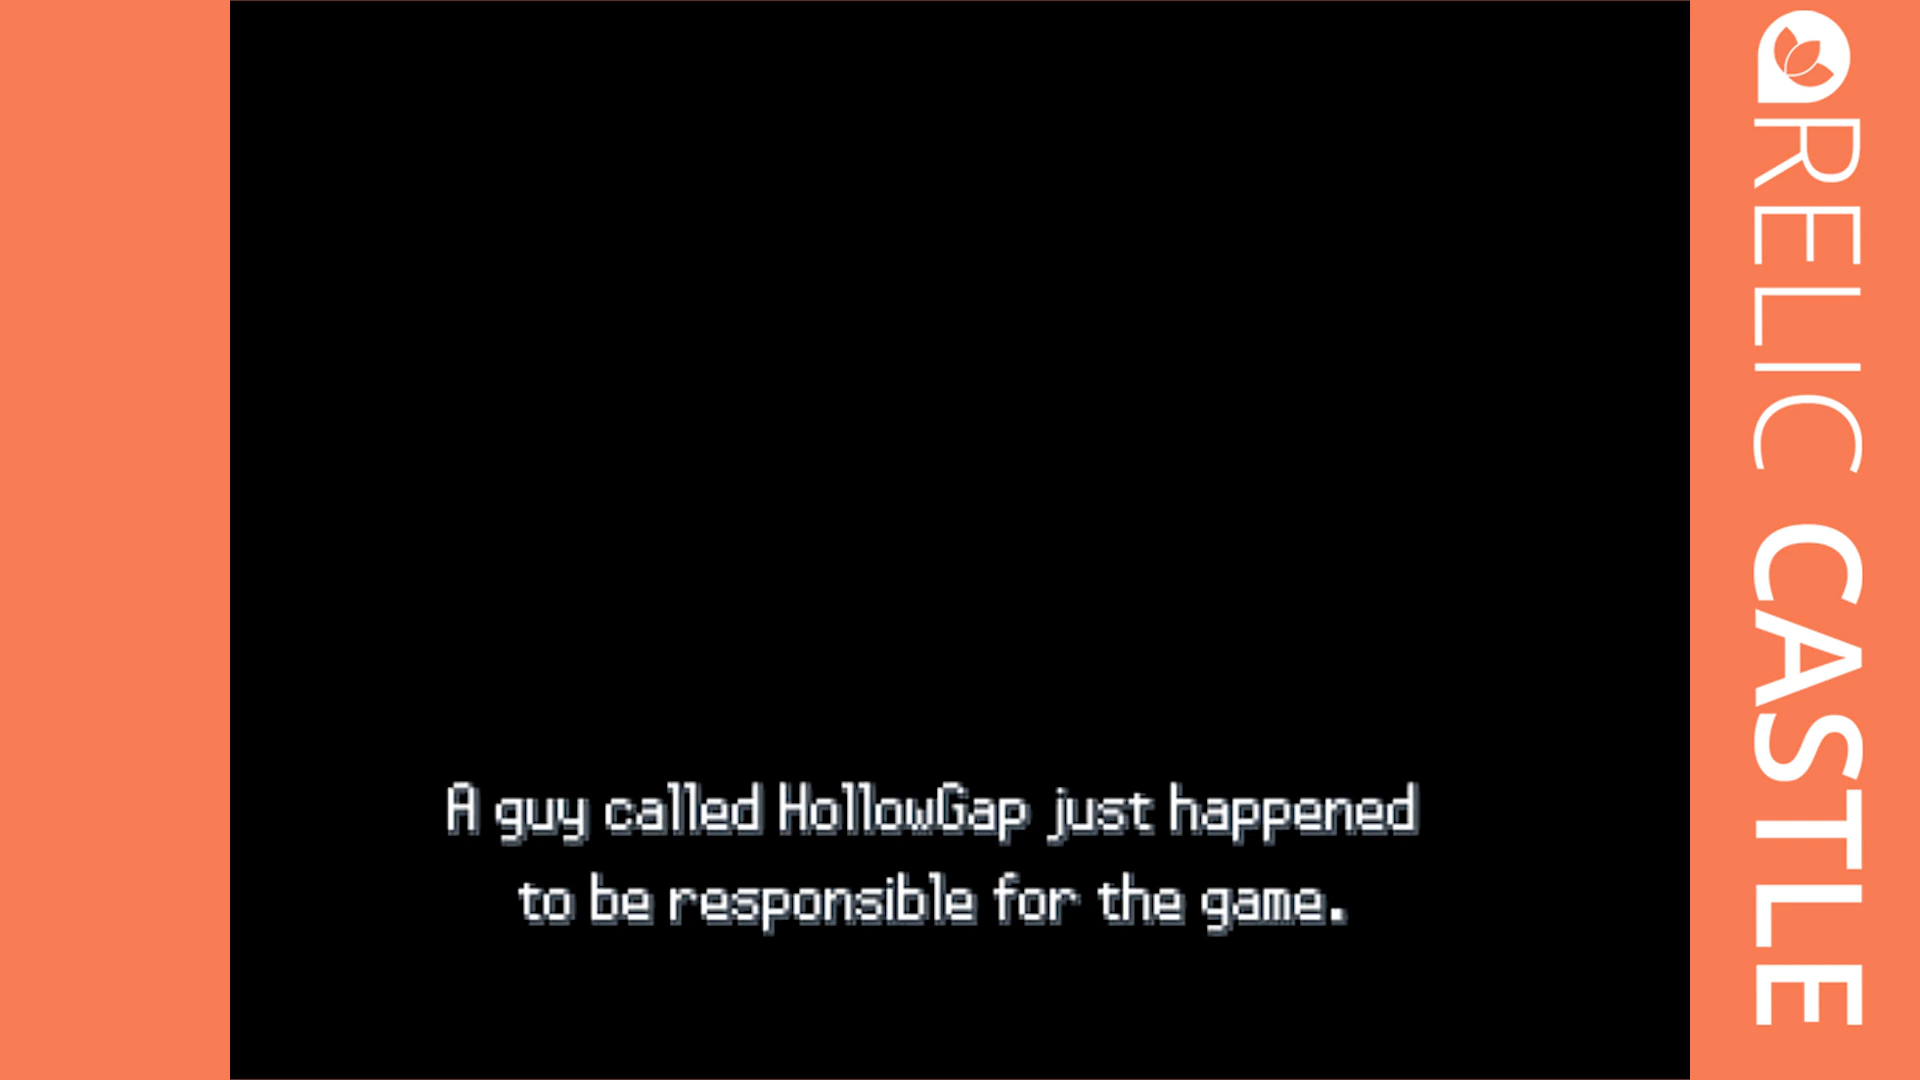 A guy called HollowGap just happened
to be responsible for the game.
RELIC CASTLE